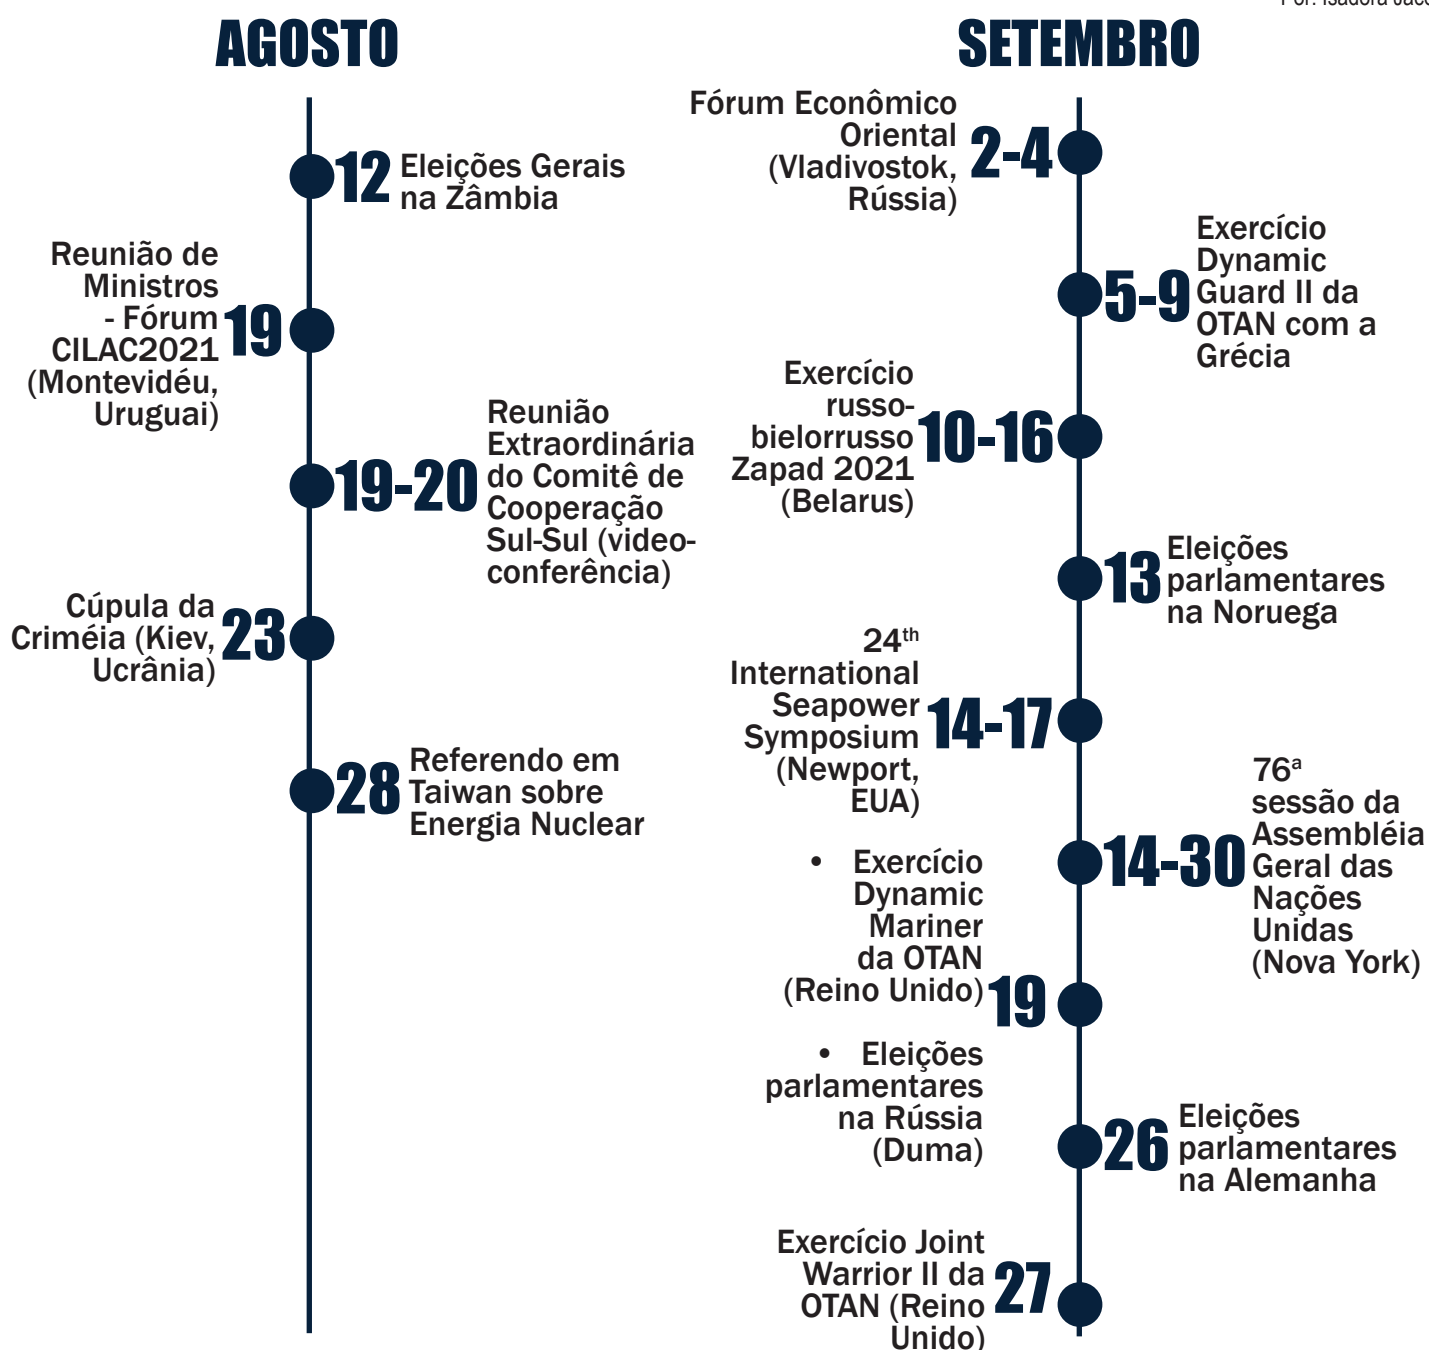 Por: Isadora
AGOSTO
12
Eleições Gerais
na Zâmbia
Reunião de
Ministros
- Fórum
CILAC2021
(Montevidéu,
Uruguai)
19
19-20
Reunião
Extraordinária
do Comitê de
Cooperação
Sul-Sul (video-
conferência)
Cúpula da
Criméia (Kiev,
Ucrânia)
23
28
Referendo em
Taiwan sobre
Energia Nuclear
SETEMBRO
Fórum Econômico
Oriental
(Vladivostok,
Rússia)
2-4
5-9
Exercício
Dynamic
Guard II da
OTAN com a
Grécia
Exercício
russo-
bielorrusso
Zapad 2021
(Belarus)
10-16
13
Eleições
parlamentares
na Noruega
24th
International
Seapower
Symposium
(Newport,
EUA)
14-17
14-30
76ª
sessão da
Assembléia
Geral das
Nações
Unidas
(Nova York)
• Exercício
Dynamic
Mariner
da OTAN
(Reino Unido)
19
• Eleições
parlamentares
na Rússia
(Duma)
26
Eleições
parlamentares
na Alemanha
Exercício Joint
Warrior II da
OTAN (Reino
Unido)
27